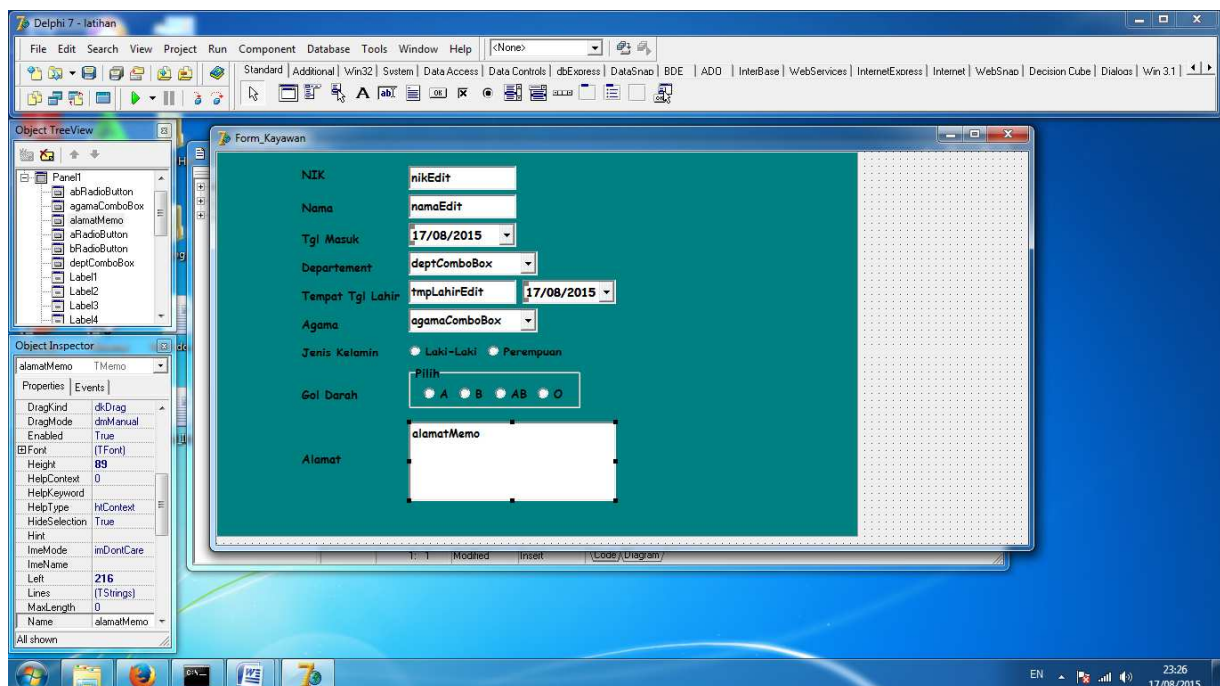 Delphi 7 - latihan
File Edit Search View Project Run Component Database Tools Window Help <None>
Standard Additional Win32 System Data Access Data Controls dbExpress DataSnap BDE ADO InterBase WebServices InternetExpress Internet WebSnap Decision Cube Dialogs Win 3.1
Object TreeView
Panel1
abRadioButton
agamaComboBox
alamatMemo
aRadioButton
bRadioButton
deptComboBox
Label1
Label2
Label3
Label4
Object Inspector
alamatMemo TMemo
Properties Events
DragKind dkDrag
DragMode dmManual
Enabled True
Font (TFont)
Height 89
HelpContext 0
HelpKeyword
HelpType htContext
HideSelection True
Hint
ImeMode imDontCare
ImeName
Left 216
Lines (TStrings)
MaxLength 0
Name alamatMemo
All shown
Form_Kayawan
NIK nikEdit
Nama namaEdit
Tgl Masuk 17/08/2015
Departement deptComboBox
Tempat Tgl Lahir tmpLahirEdit 17/08/2015
Agama agamaComboBox
Jenis Kelamin Laki-Laki Perempuan
Pilih
Gol Darah A B AB O
Alamat alamatMemo
1: 1 Modified Insert Code Diagram
EN 23:26
17/08/2015